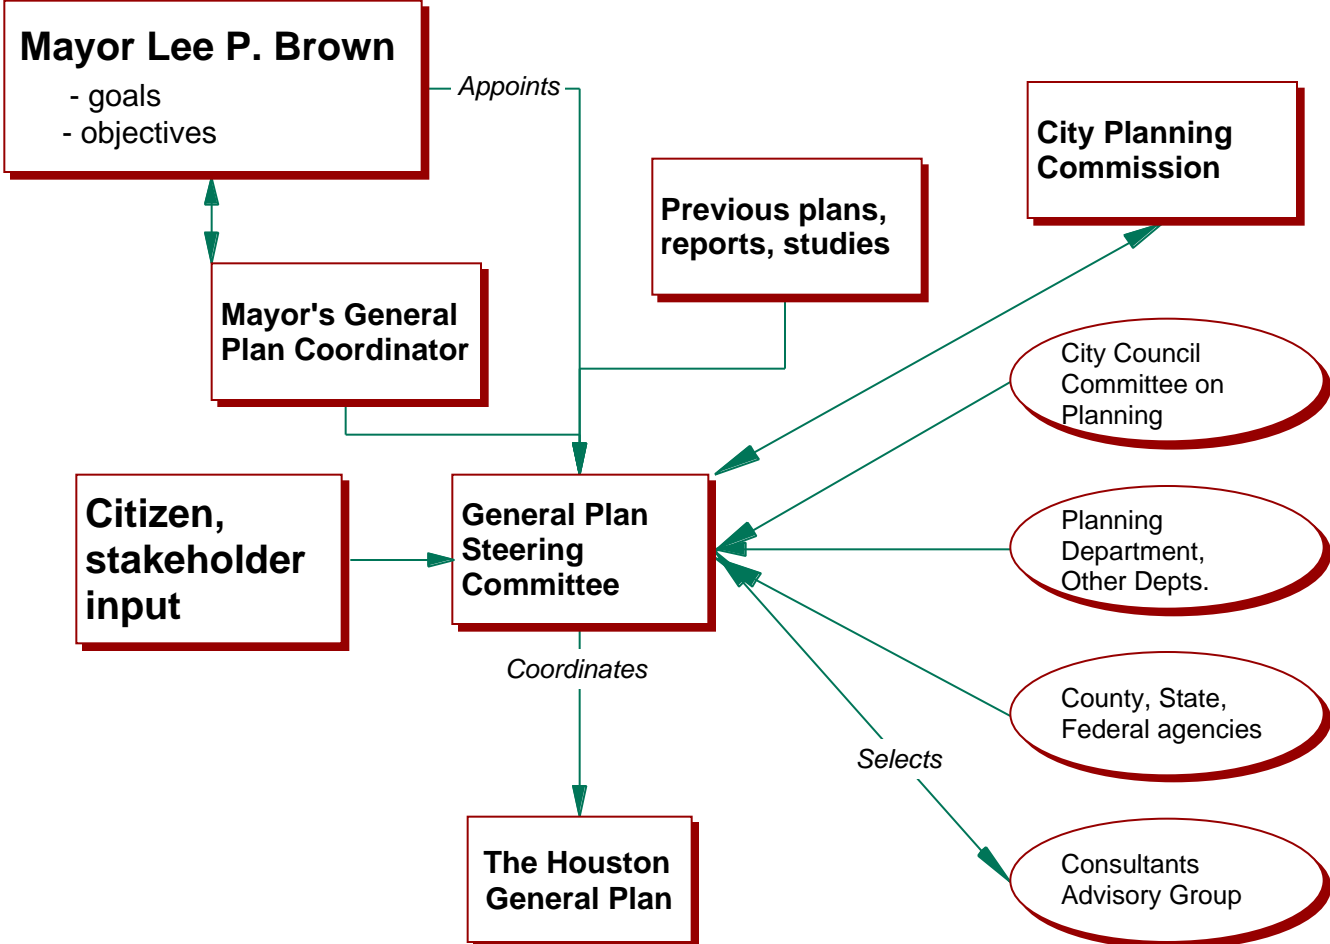 Mayor Lee P. Brown
- goals
- objectives
Appoints
City Planning
Commission
Previous plans,
reports, studies
Mayor's General
Plan Coordinator
City Council
Committee on
Planning
Citizen,
stakeholder
input
General Plan
Steering
Committee
Planning
Department,
Other Depts.
Coordinates
County, State,
Federal agencies
Selects
The Houston
General Plan
Consultants
Advisory Group